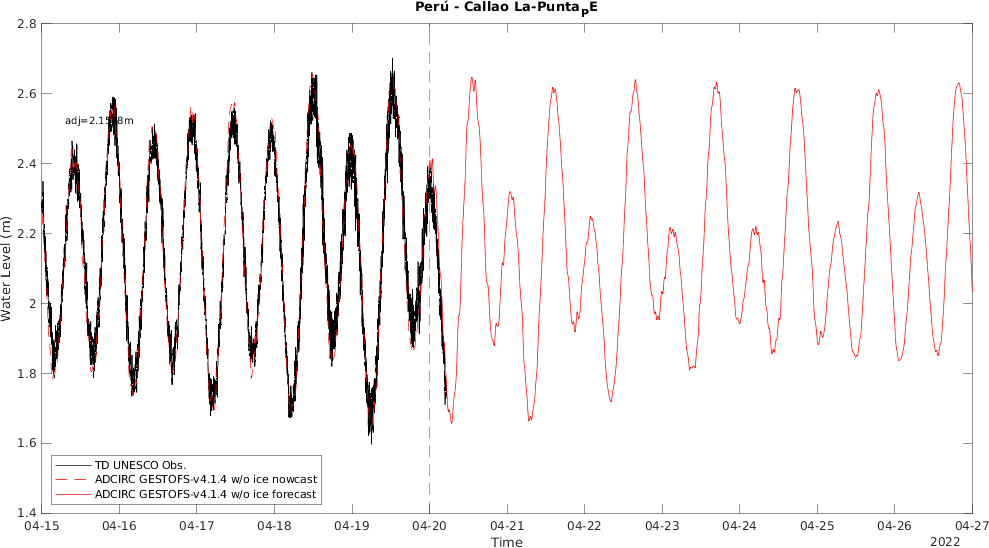 Perú - Callao La-Punta_PE
2.8
2.6
2.4
2.2
2
1.8
1.6
1.4
Water Level (m)
TD UNESCO Obs.
ADCIRC GESTOFS-v4.1.4 w/o ice nowcast
ADCIRC GESTOFS-v4.1.4 w/o ice forecast
04-15 04-16 04-17 04-18 04-19 04-20 04-21 04-22 04-23 04-24 04-25 04-26 04-27
Time
2022